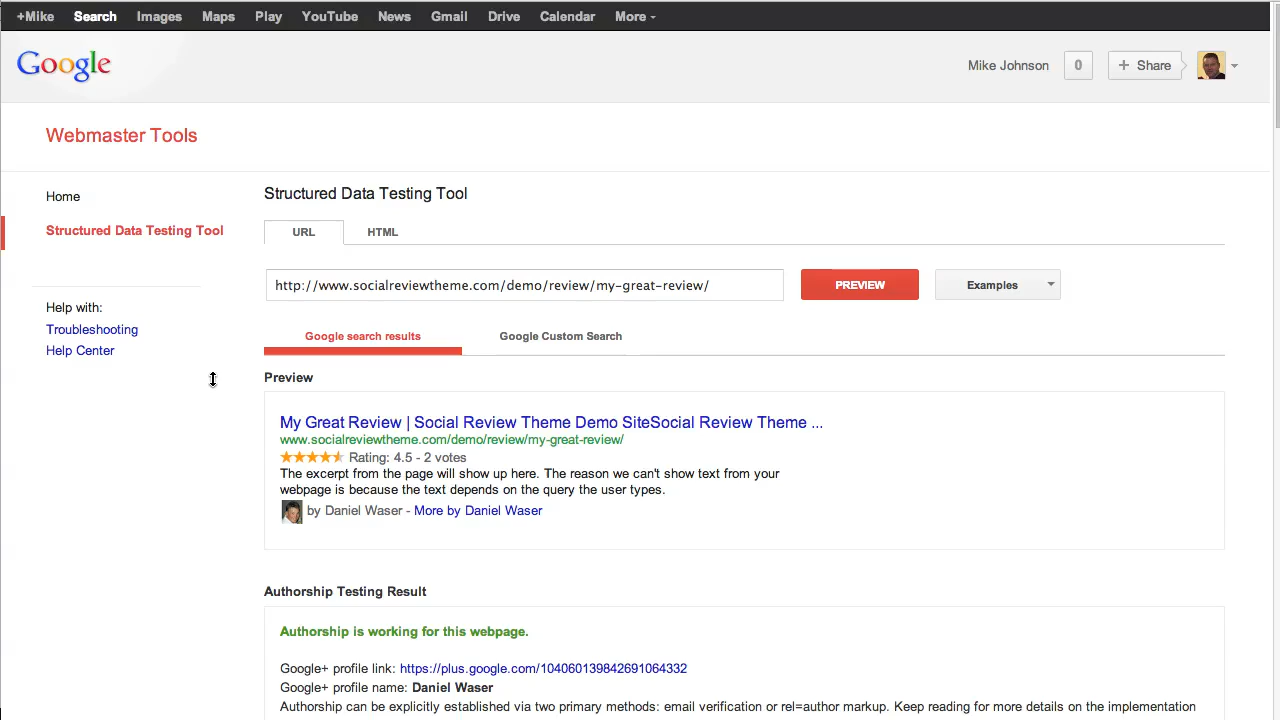 +Mike Search Images Maps Play YouTube News Gmail Drive Calendar More
Google
Mike Johnson 0 + Share
Webmaster Tools
Home
Structured Data Testing Tool
Help with:
Troubleshooting
Help Center
Structured Data Testing Tool
URL HTML
http://www.socialreviewtheme.com/demo/review/my-great-review/ PREVIEW Examples
Google search results Google Custom Search
Preview
My Great Review | Social Review Theme Demo SiteSocial Review Theme ...
www.socialreviewtheme.com/demo/review/my-great-review/
Rating: 4.5 - 2 votes
The excerpt from the page will show up here. The reason we can't show text from your
webpage is because the text depends on the query the user types.
by Daniel Waser - More by Daniel Waser
Authorship Testing Result
Authorship is working for this webpage.
Google+ profile link: https://plus.google.com/104060139842691064332
Google+ profile name: Daniel Waser
Authorship can be explicitly established via two primary methods: email verification or rel=author markup. Keep reading for more details on the implementation